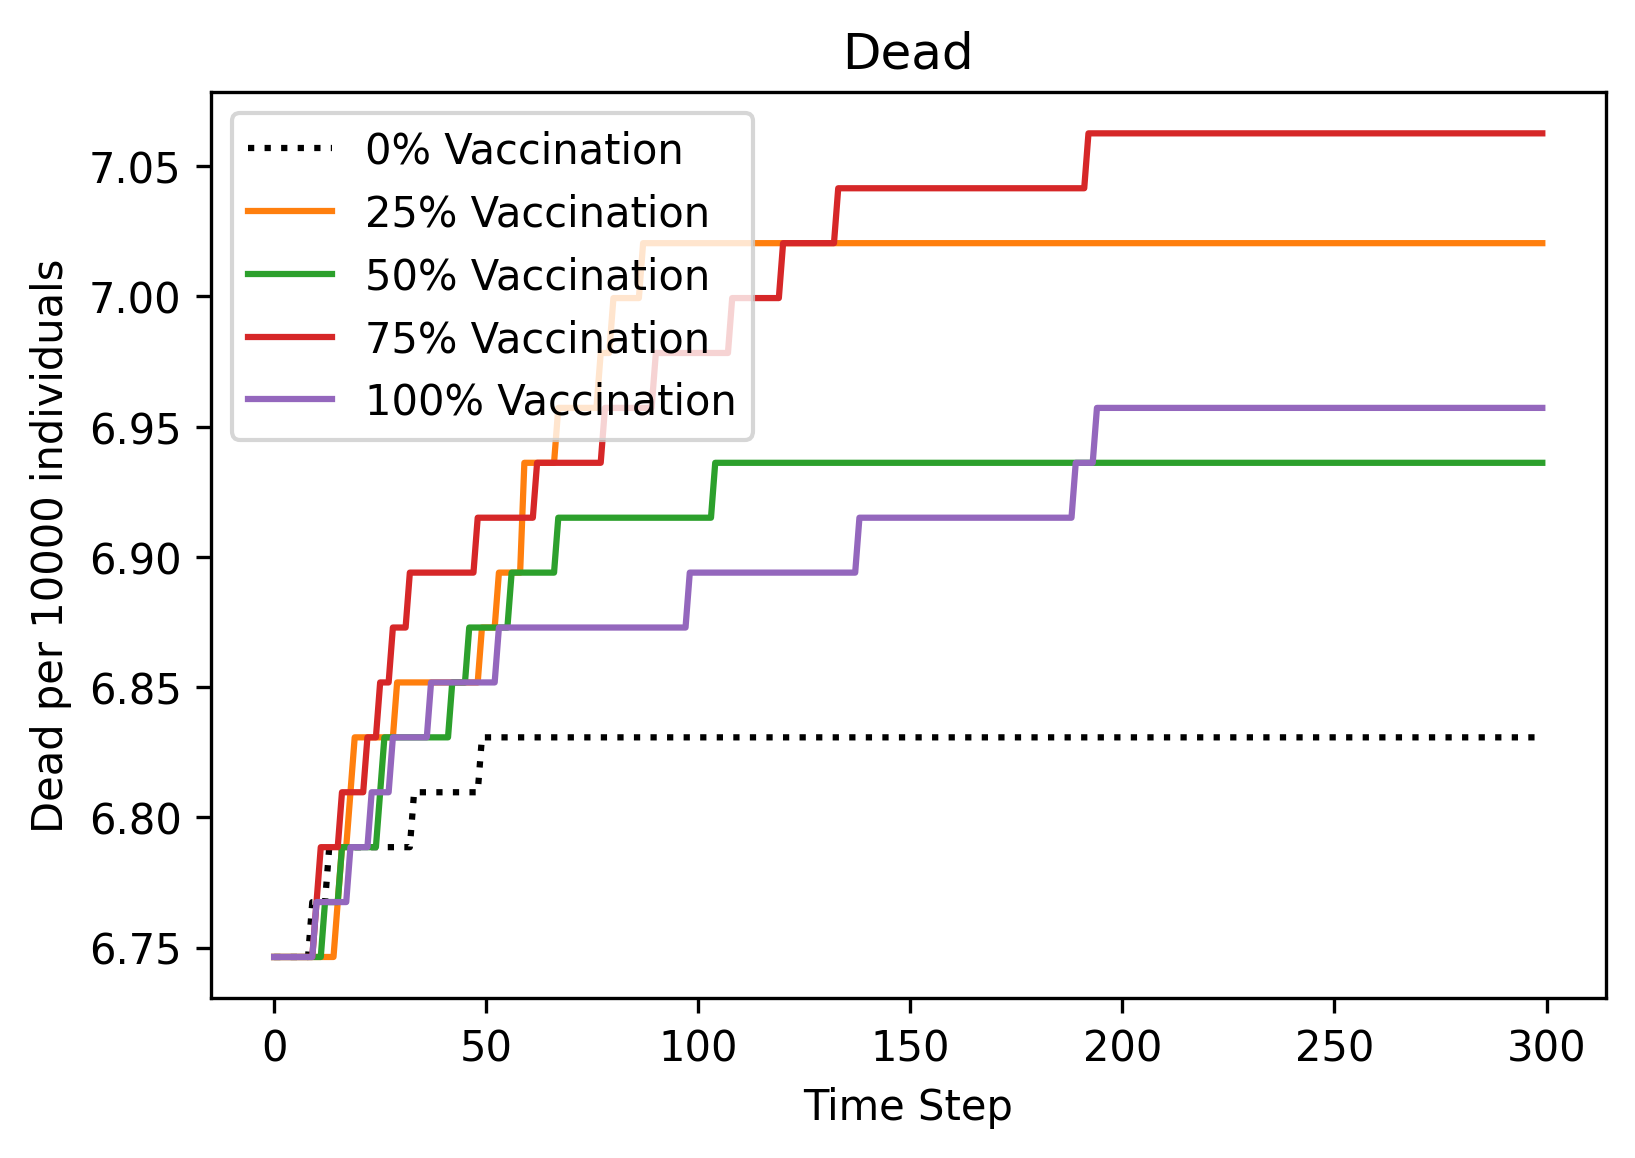 Dead
0% Vaccination
25% Vaccination
50% Vaccination
75% Vaccination
100% Vaccination
Dead per 10000 individuals
7.05
7.00
6.95
6.90
6.85
6.80
6.75
0 50 100 150 200 250 300
Time Step